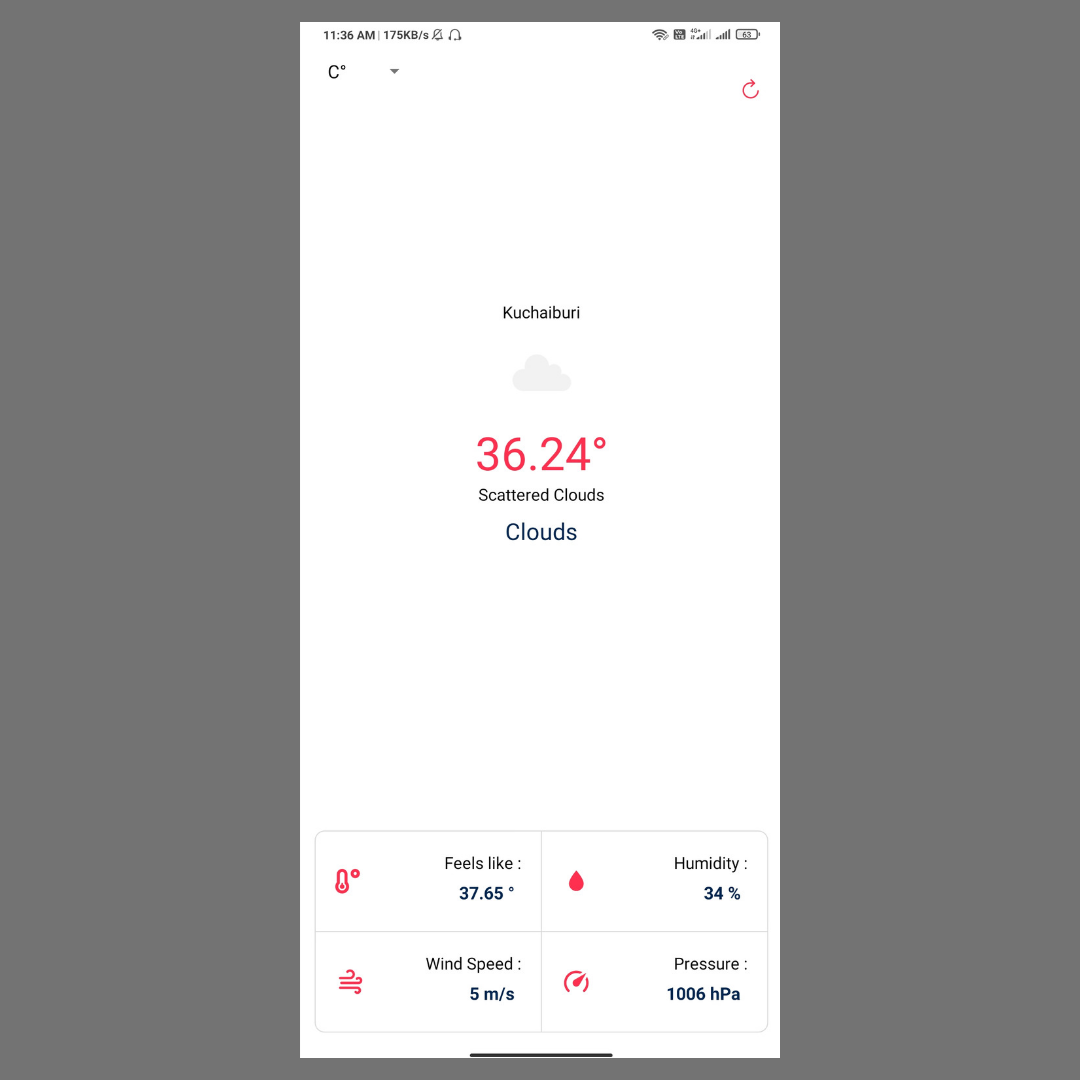 11:36 AM | 175KB/s
4G+
63
C°
Kuchaiburi
36.24°
Scattered Clouds
Clouds
Feels like :
37.65 °
Humidity :
34 %
Wind Speed :
5 m/s
Pressure :
1006 hPa